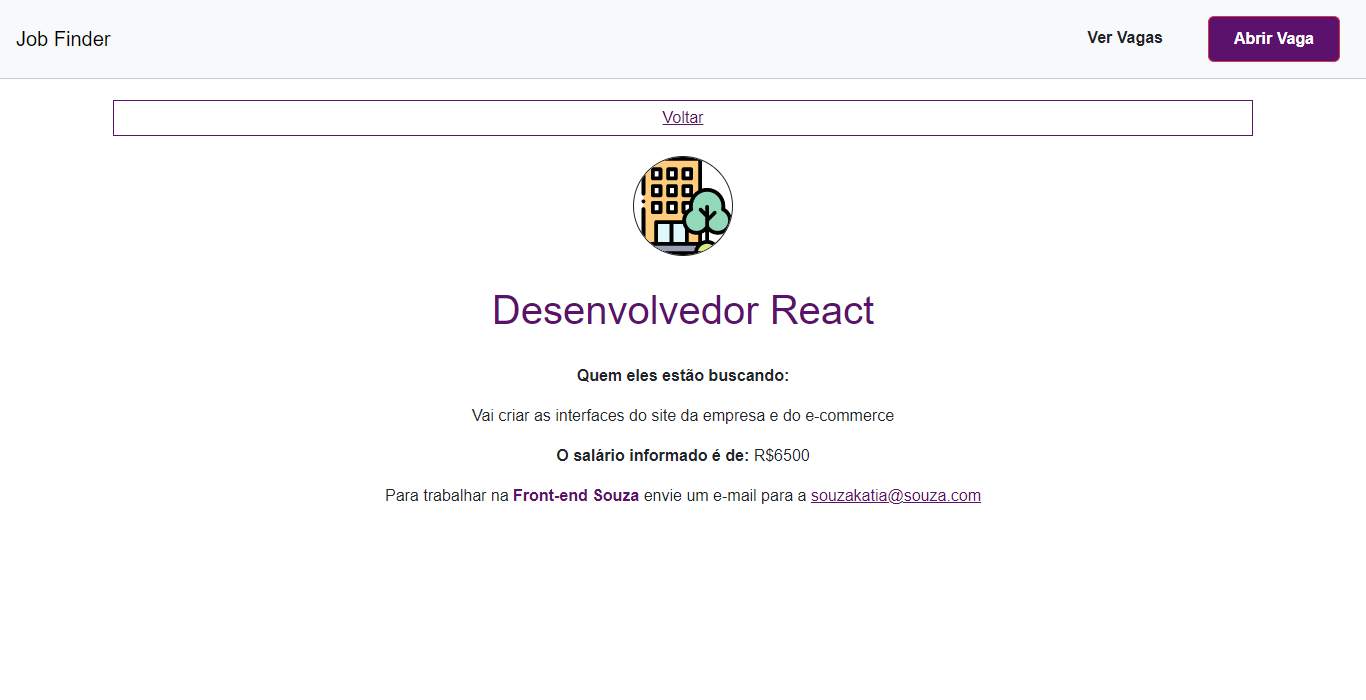 Job Finder
Ver Vagas
Abrir Vaga
Voltar
Desenvolvedor React
Quem eles estão buscando:
Vai criar as interfaces do site da empresa e do e-commerce
O salário informado é de: R$6500
Para trabalhar na Front-end Souza envie um e-mail para a souzakatia@souza.com